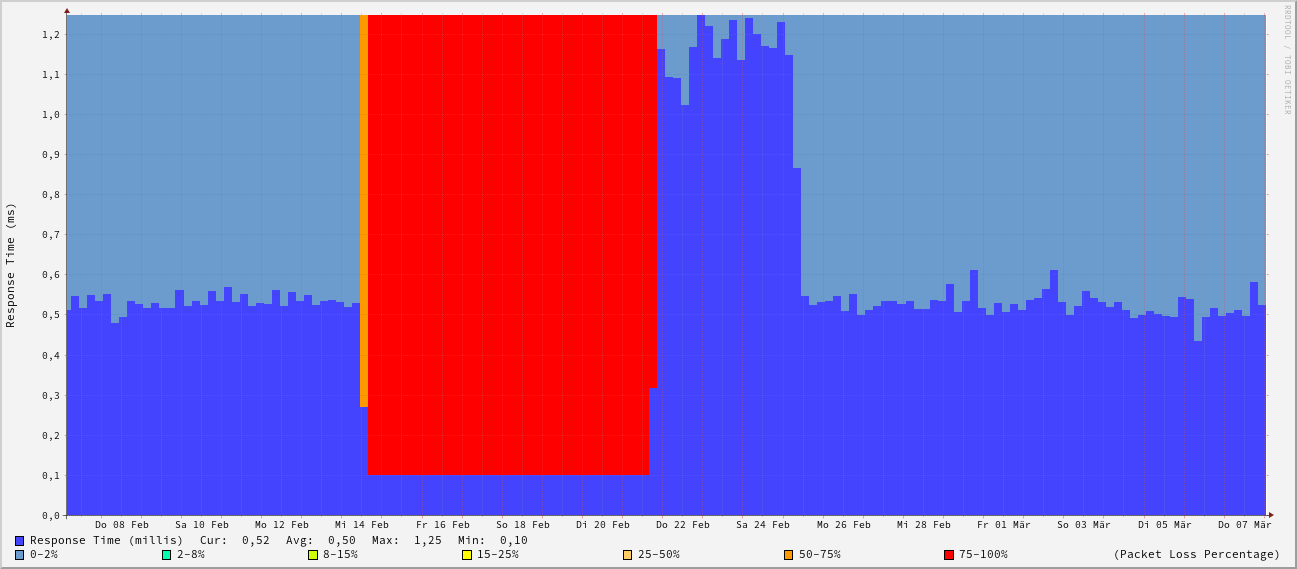 RRDTOOL / TOBI OETIKER
Response Time (ms)
1,2
1,1
1,0
0,9
0,8
0,7
0,6
0,5
0,4
0,3
0,2
0,1
0,0
Do 08 Feb Sa 10 Feb Mo 12 Feb Mi 14 Feb Fr 16 Feb So 18 Feb Di 20 Feb Do 22 Feb Sa 24 Feb Mo 26 Feb Mi 28 Feb Fr 01 Mär So 03 Mär Di 05 Mär Do 07 Mär
Response Time (millis) Cur: 0,52 Avg: 0,50 Max: 1,25 Min: 0,10
0-2% 2-8% 8-15% 15-25% 25-50% 50-75% 75-100% (Packet Loss Percentage)